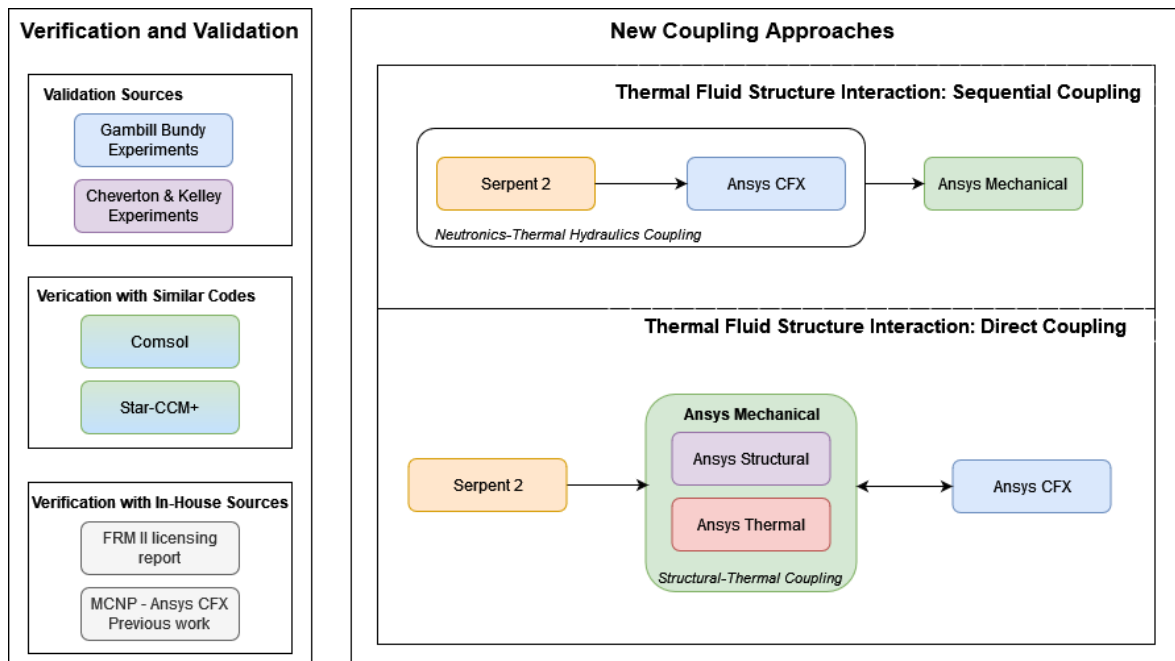 Verification and Validation
Validation Sources
Gambill Bundy
Experiments
Cheverton & Kelley
Experiments
Verication with Similar Codes
Comsol
Star-CCM+
Verification with In-House Sources
FRM II licensing
report
MCNP - Ansys CFX
Previous work
New Coupling Approaches
Thermal Fluid Structure Interaction: Sequential Coupling
Serpent 2
Ansys CFX
Ansys Mechanical
Neutronics-Thermal Hydraulics Coupling
Thermal Fluid Structure Interaction: Direct Coupling
Ansys Mechanical
Ansys Structural
Serpent 2
Ansys CFX
Ansys Thermal
Structural-Thermal Coupling